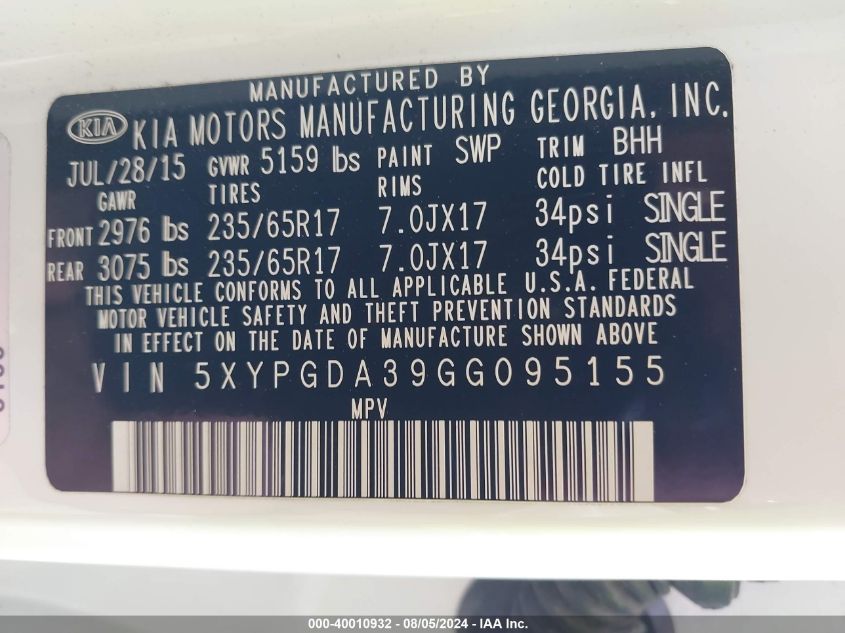 MANUFACTURED BY
KIA KIA MOTORS MANUFACTURING GEORGIA, INC.
JUL/28/15 GVWR 5159 lbs PAINT SWP TRIM BHH
GAWR TIRES RIMS COLD TIRE INFL
FRONT 2976 lbs 235/65R17 7.0JX17 34psi SINGLE
REAR 3075 lbs 235/65R17 7.0JX17 34psi SINGLE
THIS VEHICLE CONFORMS TO ALL APPLICABLE U.S.A. FEDERAL
MOTOR VEHICLE SAFETY AND THEFT PREVENTION STANDARDS
IN EFFECT ON THE DATE OF MANUFACTURE SHOWN ABOVE
VIN 5XYPGDA39GG095155
MPV
000-40010932 - 08/05/2024 - IAA Inc.